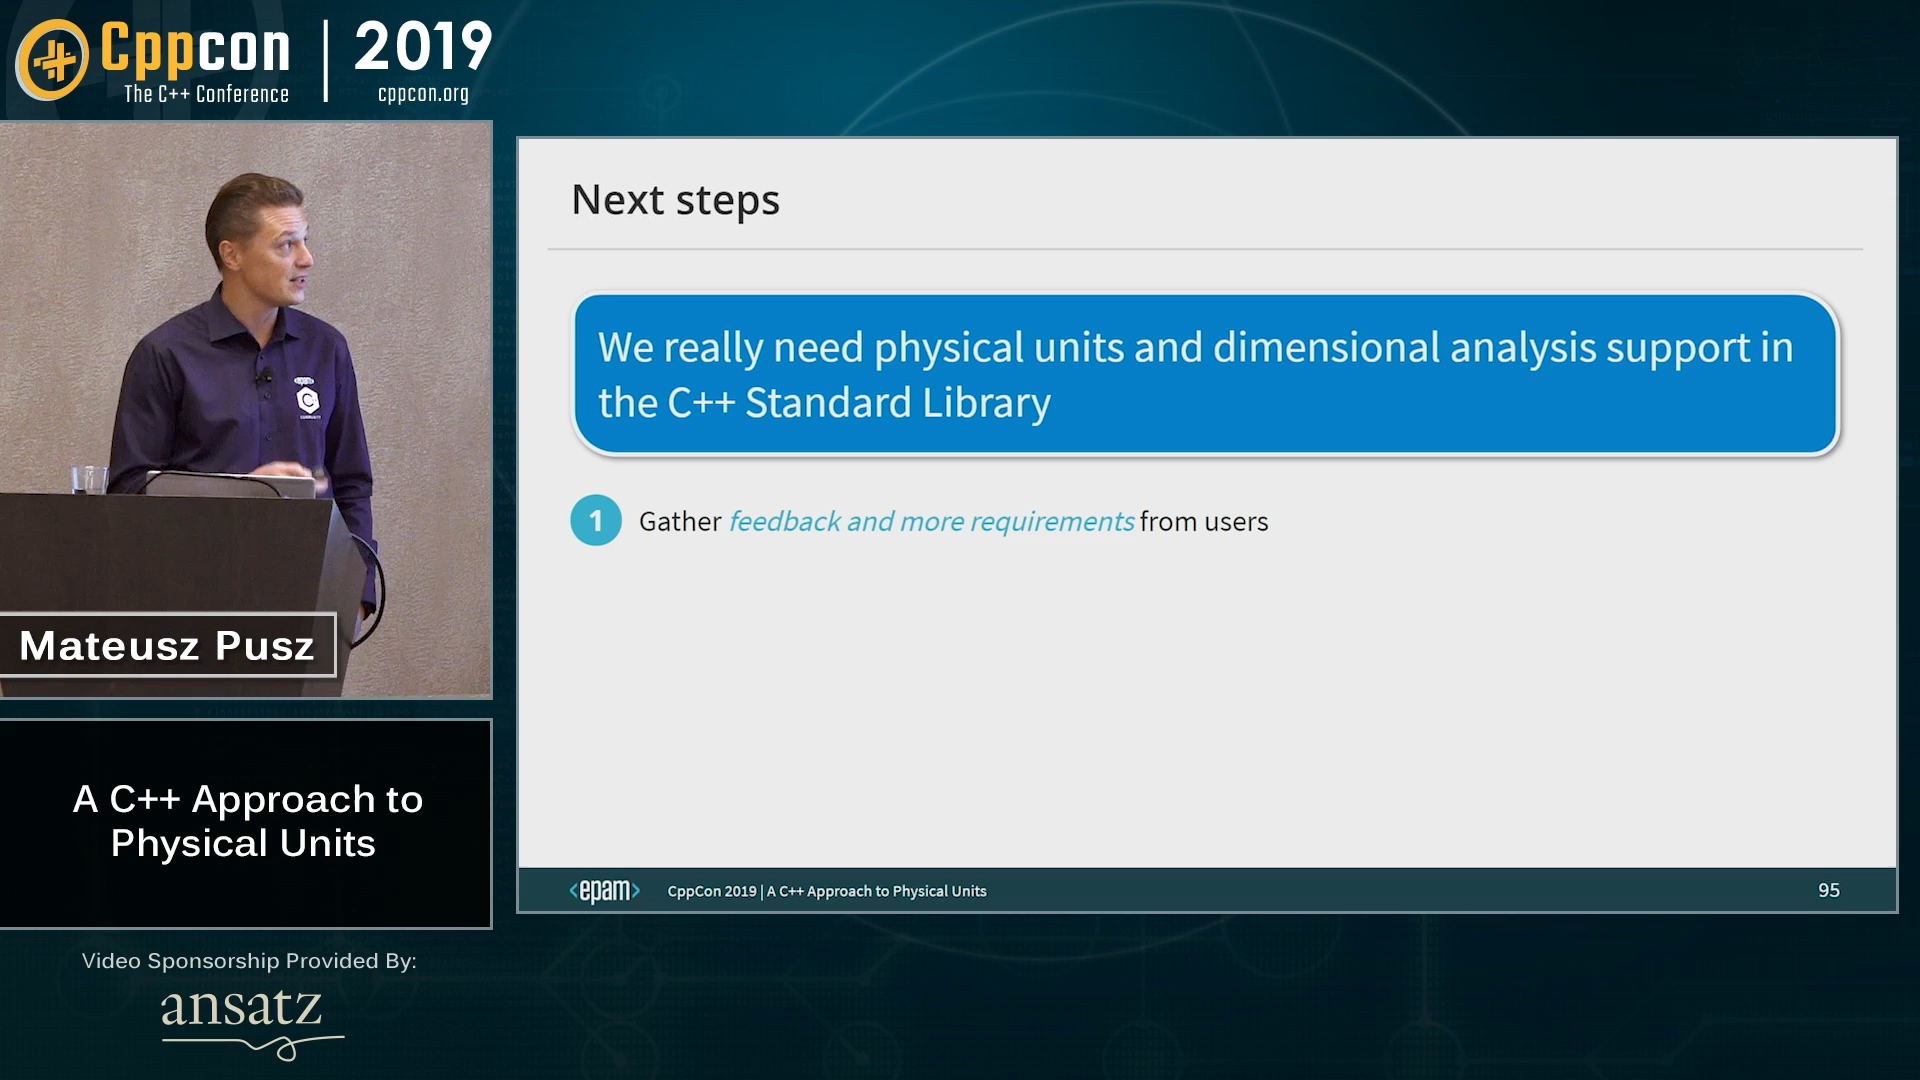 Cppcon
The C++ Conference
2019
cppcon.org
Next steps
We really need physical units and dimensional analysis support in
the C++ Standard Library
1 Gather feedback and more requirements from users
Mateusz Pusz
A C++ Approach to
Physical Units
<epam> CppCon 2019 | A C++ Approach to Physical Units 95
Video Sponsorship Provided By:
ansatz